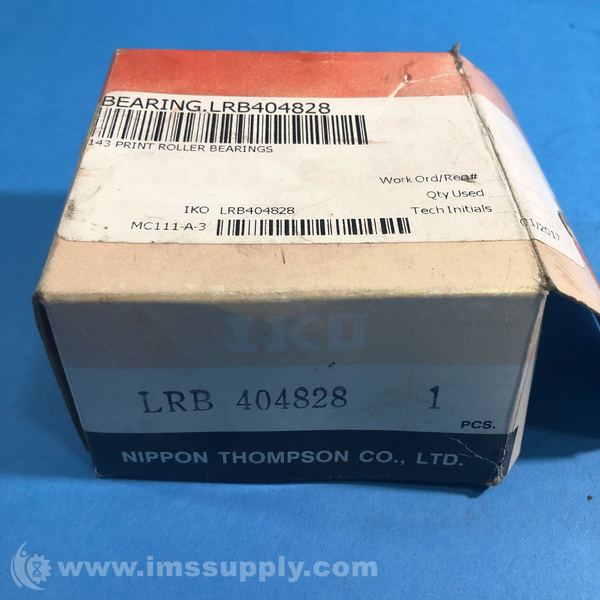 BEARING.LRB404828
143 PRINT ROLLER BEARINGS
Work Ord/Req#
Qty Used
IKO LRB404828
Tech Initials
MC111-A-3
IKO
LRB 404828 1
PCS.
NIPPON THOMPSON CO., LTD.
www.imssupply.com